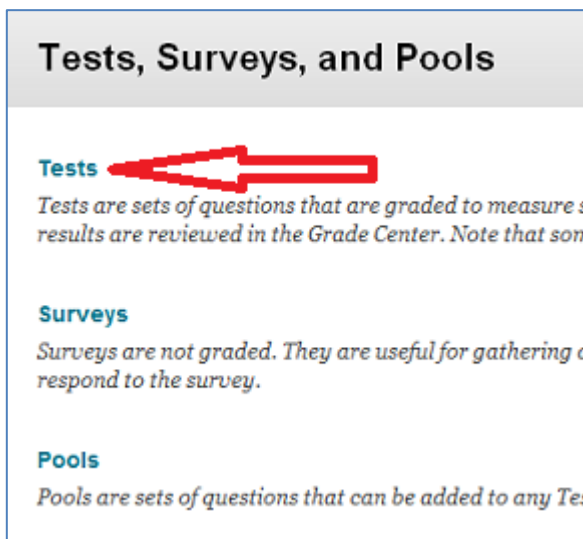 Tests, Surveys, and Pools
Tests
Tests are sets of questions that are graded to measure
results are reviewed in the Grade Center. Note that
Surveys
Surveys are not graded. They are useful for gathering
respond to the survey.
Pools
Pools are sets of questions that can be added to any